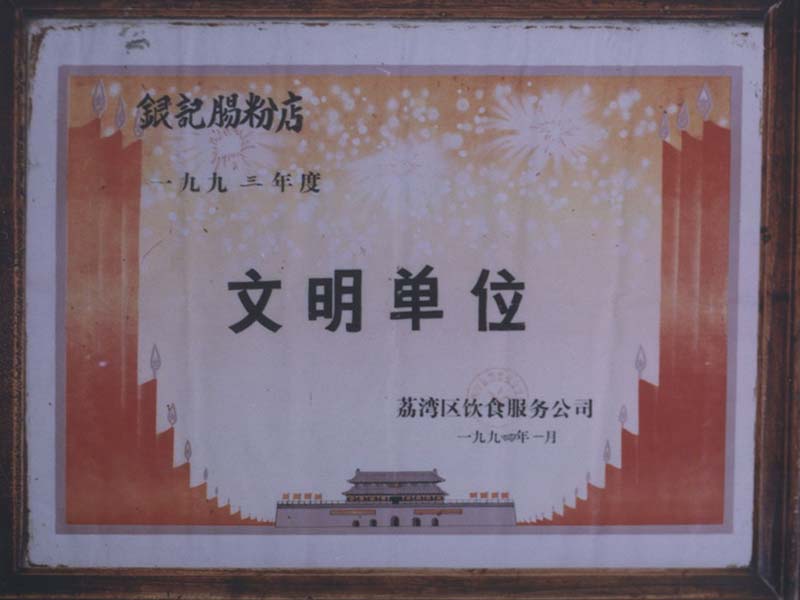 銀記腸粉店
一九九三年度
文明单位
荔湾区饮食服务公司
一九九四年一月